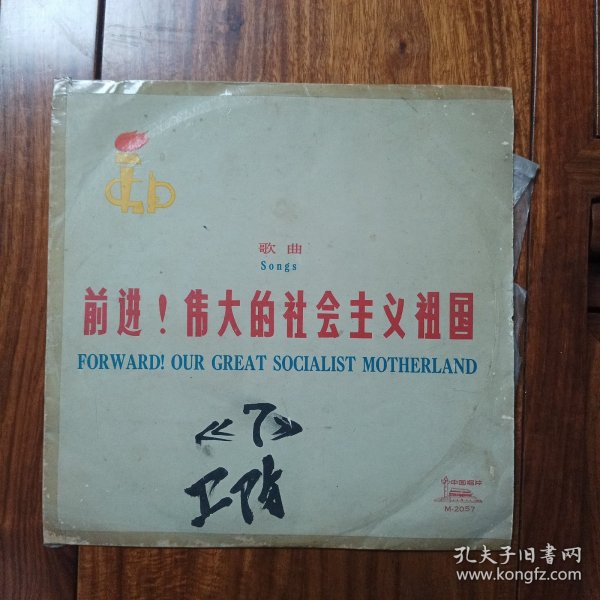 歌曲
Songs
前进！伟大的社会主义祖国
FORWARD! OUR GREAT SOCIALIST MOTHERLAND
≪7≫
工防
中国唱片
M-2057
孔夫子旧书网
www.kongfz.com